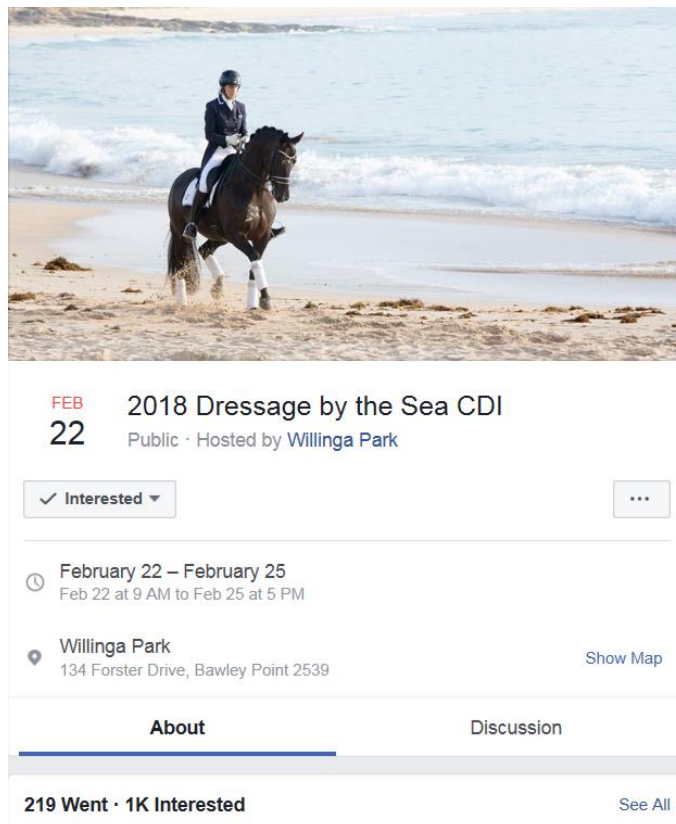 FEB
22
2018 Dressage by the Sea CDI
Public · Hosted by Willinga Park
Interested
February 22 – February 25
Feb 22 at 9 AM to Feb 25 at 5 PM
Willinga Park
134 Forster Drive, Bawley Point 2539
Show Map
About
Discussion
219 Went · 1K Interested
See All